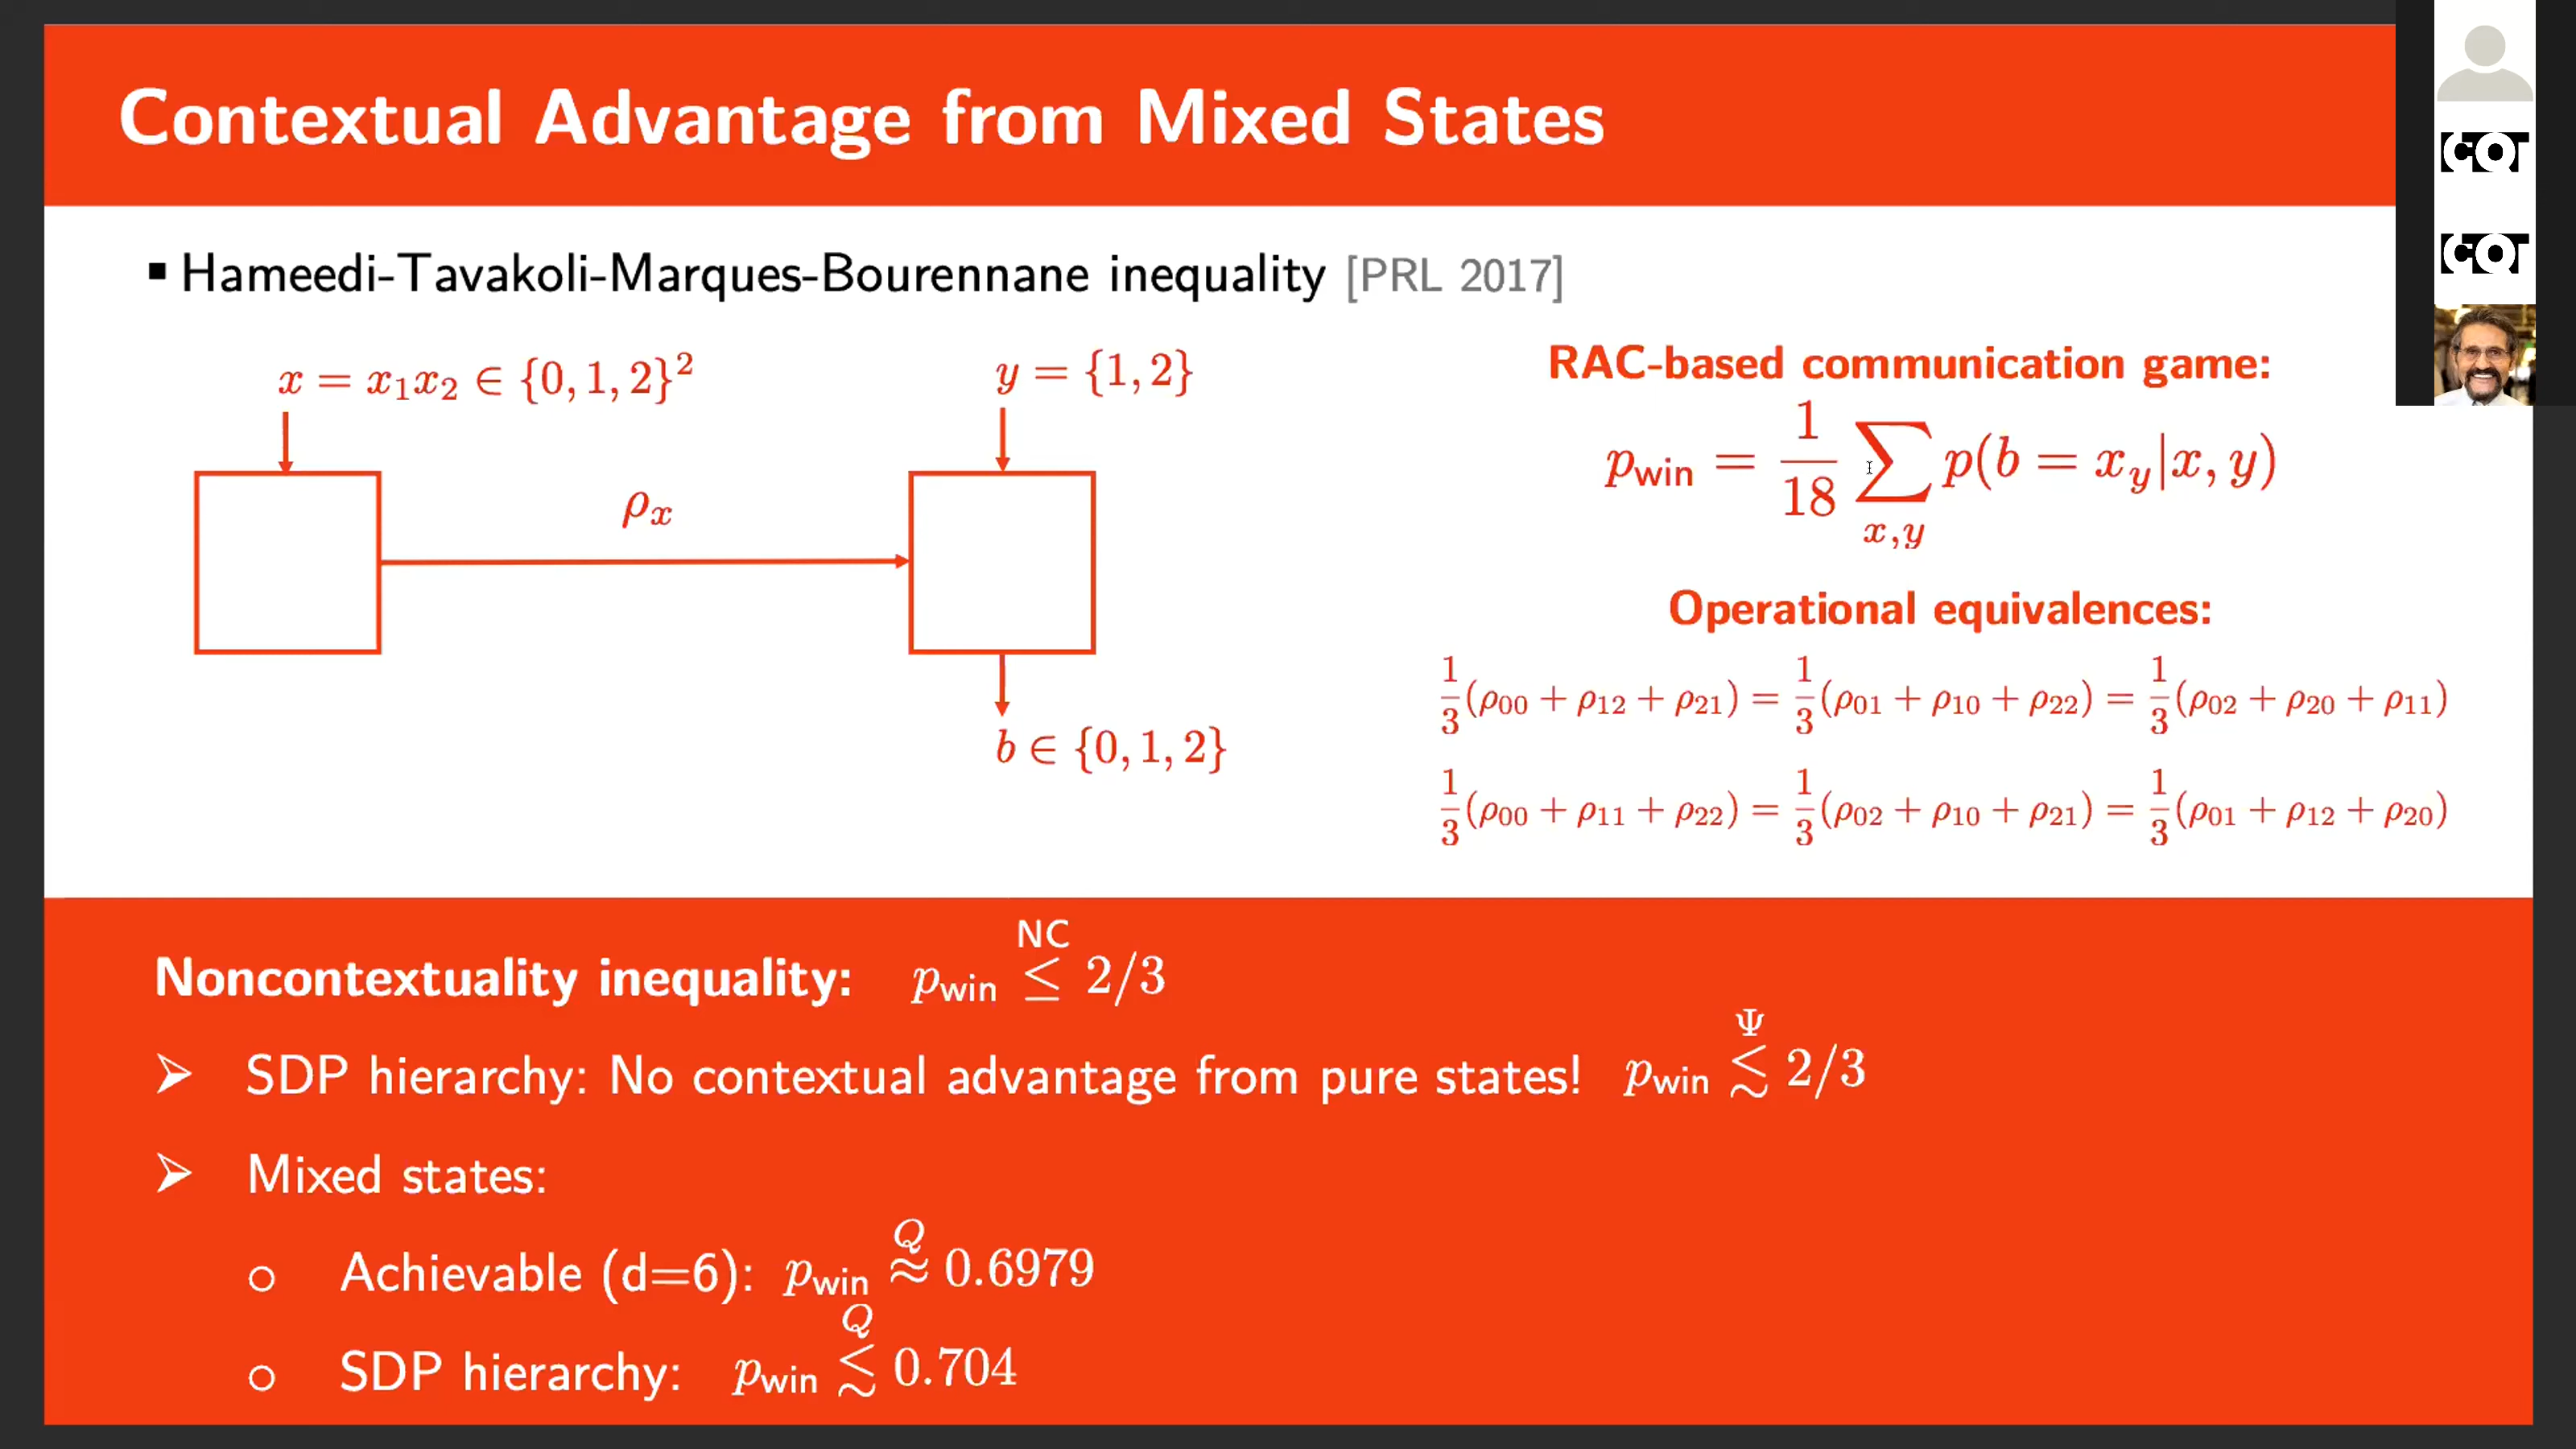 Contextual Advantage from Mixed States
CQT
CQT
▪ Hameedi-Tavakoli-Marques-Bourennane inequality [PRL 2017]
x = x₁x₂ ∈ {0, 1, 2}²
y = {1, 2}
ρₓ
b ∈ {0, 1, 2}
RAC-based communication game:
p_win = 1/18 ∑_{x,y} p(b = x_y|x, y)
Operational equivalences:
1/3(ρ₀₀ + ρ₁₂ + ρ₂₁) = 1/3(ρ₀₁ + ρ₁₀ + ρ₂₂) = 1/3(ρ₀₂ + ρ₂₀ + ρ₁₁)
1/3(ρ₀₀ + ρ₁₁ + ρ₂₂) = 1/3(ρ₀₂ + ρ₁₀ + ρ₂₁) = 1/3(ρ₀₁ + ρ₁₂ + ρ₂₀)
Noncontextuality inequality: p_win ≤^{NC} 2/3
➢ SDP hierarchy: No contextual advantage from pure states! p_win ≲^{Ψ} 2/3
➢ Mixed states:
○ Achievable (d=6): p_win ≈^{Q} 0.6979
○ SDP hierarchy: p_win ≲^{Q} 0.704